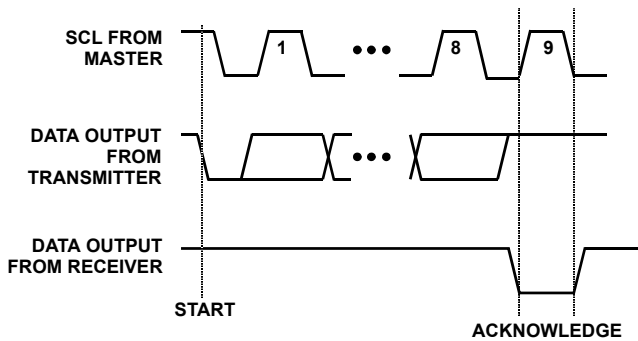 SCL FROM
MASTER
1
8
9
DATA OUTPUT
FROM
TRANSMITTER
DATA OUTPUT
FROM RECEIVER
START
ACKNOWLEDGE